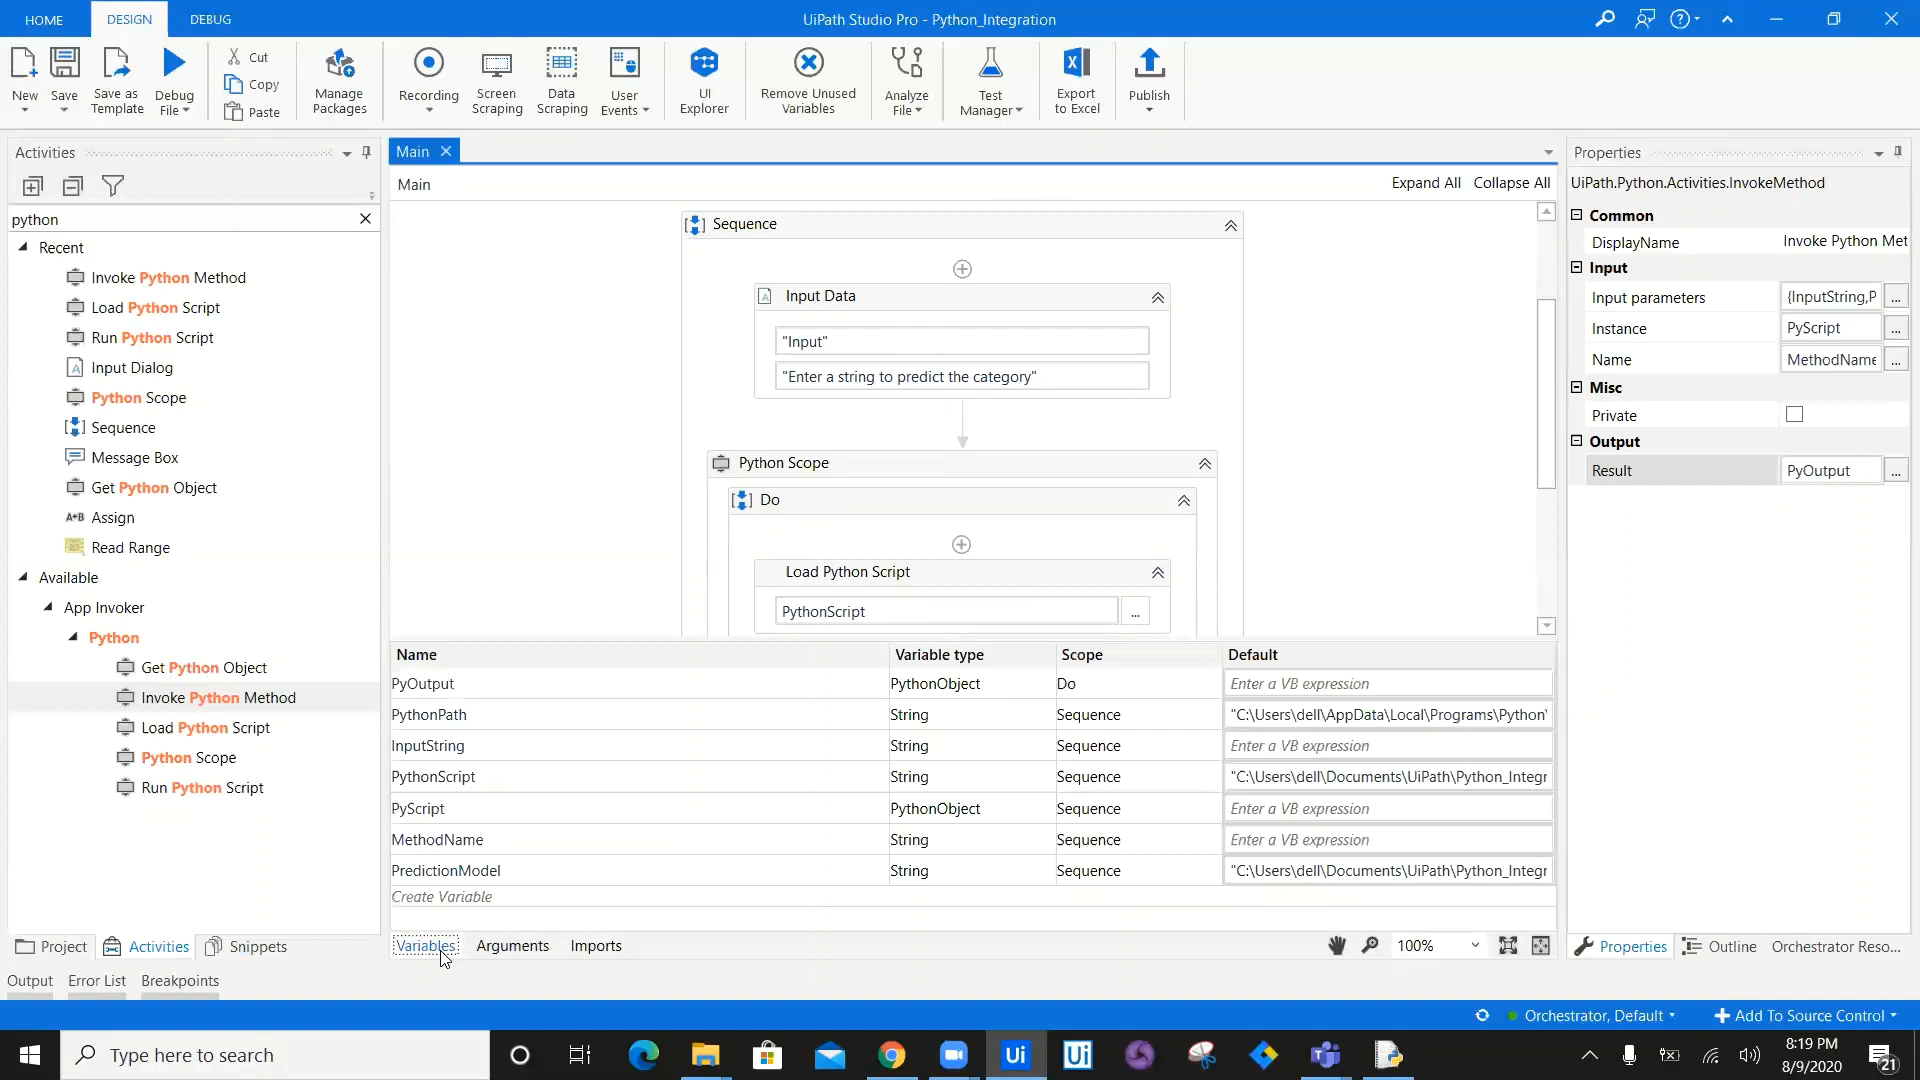 HOME DESIGN DEBUG UiPath Studio Pro - Python_Integration
New Save Save as Template Debug File Cut Copy Paste Manage Packages Recording Screen Scraping Data Scraping User Events UI Explorer Remove Unused Variables Analyze File Test Manager Export to Excel Publish
Activities
python
Recent
Invoke Python Method
Load Python Script
Run Python Script
Input Dialog
Python Scope
Sequence
Message Box
Get Python Object
Assign
Read Range
Available
App Invoker
Python
Get Python Object
Invoke Python Method
Load Python Script
Python Scope
Run Python Script
Project Activities Snippets
Main
Main Expand All Collapse All
Sequence
Input Data
"Input"
"Enter a string to predict the category"
Python Scope
Do
Load Python Script
PythonScript ...
Name Variable type Scope Default
PyOutput PythonObject Do Enter a VB expression
PythonPath String Sequence "C:\Users\dell\AppData\Local\Programs\Python\
InputString String Sequence Enter a VB expression
PythonScript String Sequence "C:\Users\dell\Documents\UiPath\Python_Integr
PyScript PythonObject Sequence Enter a VB expression
MethodName String Sequence Enter a VB expression
PredictionModel String Sequence "C:\Users\dell\Documents\UiPath\Python_Integr
Create Variable
Variables Arguments Imports 100%
Properties
UiPath.Python.Activities.InvokeMethod
Common
DisplayName Invoke Python Met
Input
Input parameters {InputString,P ...
Instance PyScript ...
Name MethodName ...
Misc
Private
Output
Result PyOutput ...
Properties Outline Orchestrator Reso...
Output Error List Breakpoints
Orchestrator, Default Add To Source Control
Type here to search
Ui Ui
8:19 PM
8/9/2020
21